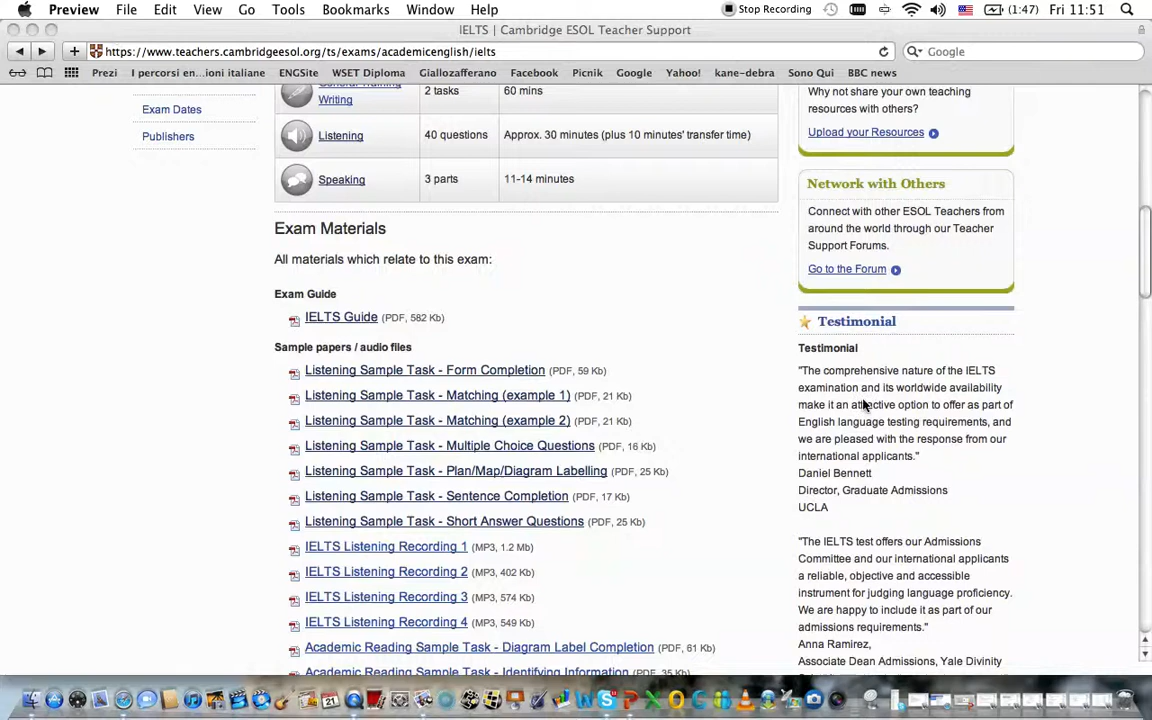 Preview File Edit View Go Tools Bookmarks Window Help Stop Recording (1:47) Fri 11:51
IELTS | Cambridge ESOL Teacher Support
https://www.teachers.cambridgeesol.org/ts/exams/academicenglish/ielts Google
Prezi I percorsi en...ioni italiane ENGSite WSET Diploma Giallozafferano Facebook Picnik Google Yahoo! kane-debra Sono Qui BBC news
Exam Dates
Publishers
General Training
Writing 2 tasks 60 mins
Listening 40 questions Approx. 30 minutes (plus 10 minutes' transfer time)
Speaking 3 parts 11-14 minutes
Exam Materials
All materials which relate to this exam:
Exam Guide
IELTS Guide (PDF, 582 Kb)
Sample papers / audio files
Listening Sample Task - Form Completion (PDF, 59 Kb)
Listening Sample Task - Matching (example 1) (PDF, 21 Kb)
Listening Sample Task - Matching (example 2) (PDF, 21 Kb)
Listening Sample Task - Multiple Choice Questions (PDF, 16 Kb)
Listening Sample Task - Plan/Map/Diagram Labelling (PDF, 25 Kb)
Listening Sample Task - Sentence Completion (PDF, 17 Kb)
Listening Sample Task - Short Answer Questions (PDF, 25 Kb)
IELTS Listening Recording 1 (MP3, 1.2 Mb)
IELTS Listening Recording 2 (MP3, 402 Kb)
IELTS Listening Recording 3 (MP3, 574 Kb)
IELTS Listening Recording 4 (MP3, 549 Kb)
Academic Reading Sample Task - Diagram Label Completion (PDF, 61 Kb)
Academic Reading Sample Task - Identifying Information (PDF, 35 Kb)
Why not share your own teaching
resources with others?
Upload your Resources
Network with Others
Connect with other ESOL Teachers from
around the world through our Teacher
Support Forums.
Go to the Forum
Testimonial
Testimonial
"The comprehensive nature of the IELTS
examination and its worldwide availability
make it an attractive option to offer as part of
English language testing requirements, and
we are pleased with the response from our
international applicants."
Daniel Bennett
Director, Graduate Admissions
UCLA
"The IELTS test offers our Admissions
Committee and our international applicants
a reliable, objective and accessible
instrument for judging language proficiency.
We are happy to include it as part of our
admissions requirements."
Anna Ramirez,
Associate Dean Admissions, Yale Divinity